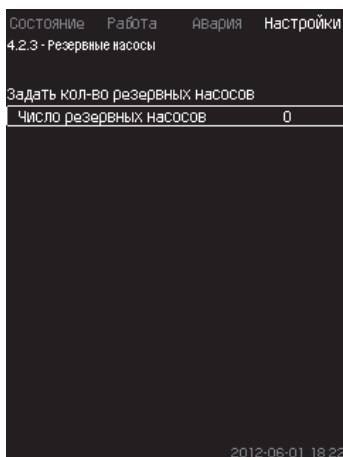 Состояние Работа Авария Настройки
4.2.3 - Резервные насосы
Задать кол-во резервных насосов
Число резервных насосов 0
2012-06-01 18:22